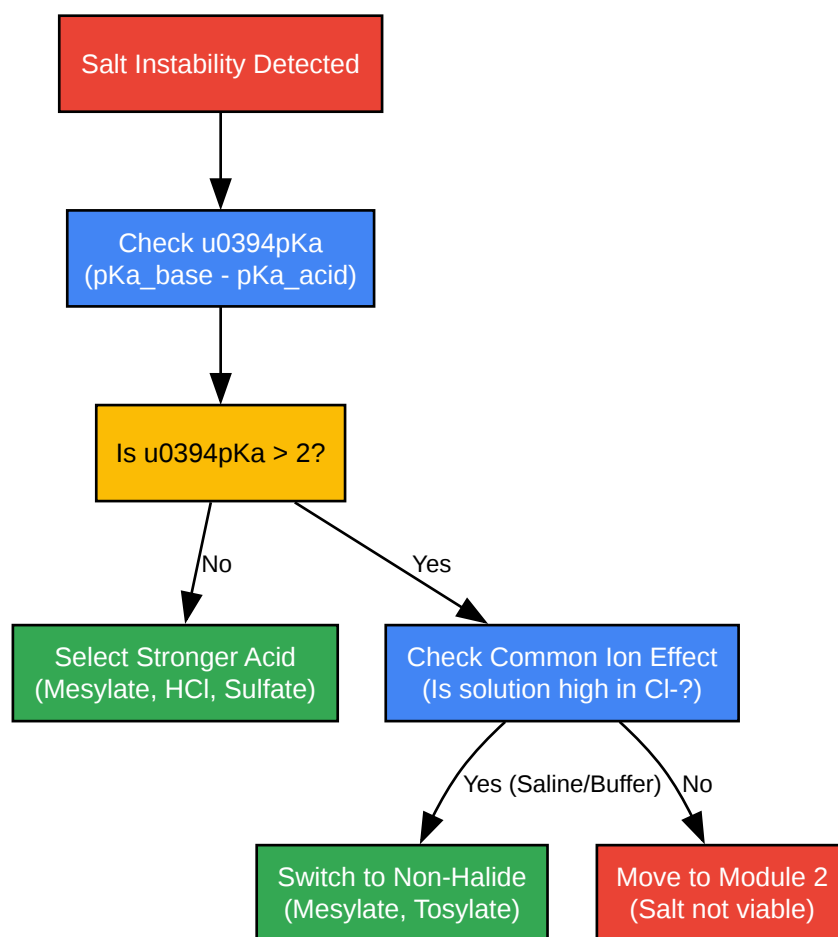 Salt Instability Detected
Check u0394pKa
(pKa_base - pKa_acid)
Is u0394pKa > 2?
No
Yes
Select Stronger Acid
(Mesylate, HCl, Sulfate)
Check Common Ion Effect
(Is solution high in Cl-?)
Yes (Saline/Buffer)
No
Switch to Non-Halide
(Mesylate, Tosylate)
Move to Module 2
(Salt not viable)